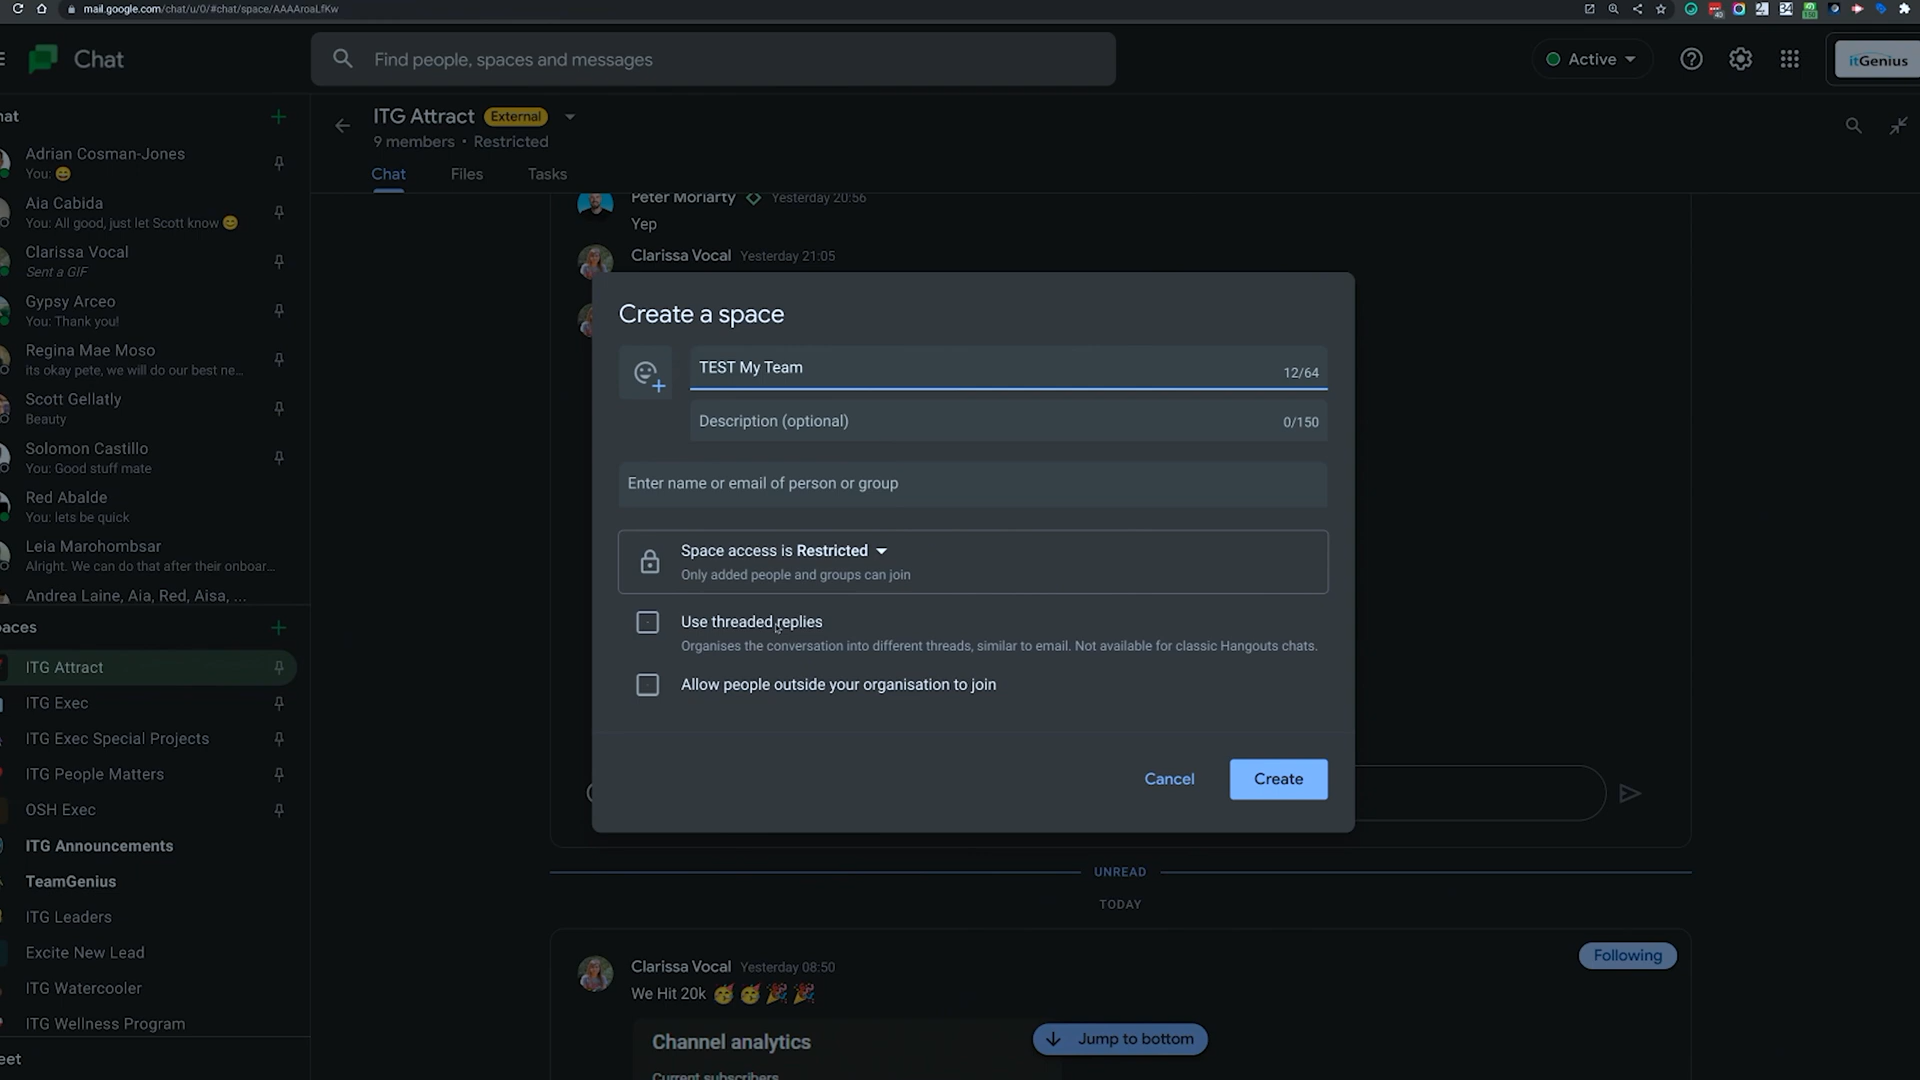 mail.google.com/chat/u/0/#chat/space/AAAAroaLfKw
Chat
Find people, spaces and messages
Active
itGenius
hat
Adrian Cosman-Jones
You: 😄
Aia Cabida
You: All good, just let Scott know 😊
Clarissa Vocal
Sent a GIF
Gypsy Arceo
You: Thank you!
Regina Mae Moso
its okay pete, we will do our best ne...
Scott Gellatly
Beauty
Solomon Castillo
You: Good stuff mate
Red Abalde
You: lets be quick
Leia Marohombsar
Alright. We can do that after their onboar...
Andrea Laine, Aia, Red, Aisa, ...
paces
ITG Attract
ITG Exec
ITG Exec Special Projects
ITG People Matters
OSH Exec
ITG Announcements
TeamGenius
ITG Leaders
Excite New Lead
ITG Watercooler
ITG Wellness Program
eet
ITG Attract External
9 members • Restricted
Chat Files Tasks
Peter Moriarty Yesterday 20:56
Yep
Clarissa Vocal Yesterday 21:05
Create a space
TEST My Team 12/64
Description (optional) 0/150
Enter name or email of person or group
Space access is Restricted
Only added people and groups can join
Use threaded replies
Organises the conversation into different threads, similar to email. Not available for classic Hangouts chats.
Allow people outside your organisation to join
Cancel Create
UNREAD
TODAY
Following
Clarissa Vocal Yesterday 08:50
We Hit 20k 🥳 🥳 🎉 🎉
Channel analytics
Jump to bottom
Current subscribers